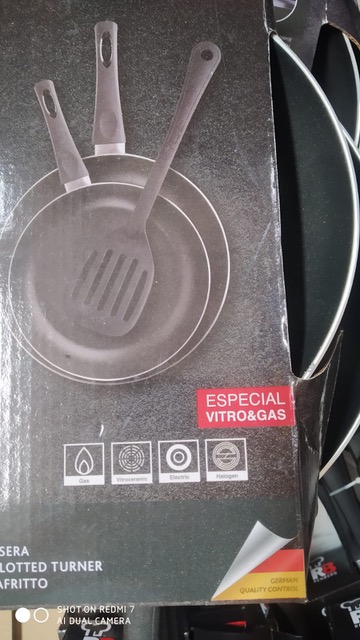 ESPECIAL
VITRO&GAS
Gas Vitroceramic Electric Halogen
SERA
LOTTED TURNER
AFRITTO
GERMAN
QUALITY CONTROL
SHOT ON REDMI 7
AI DUAL CAMERA